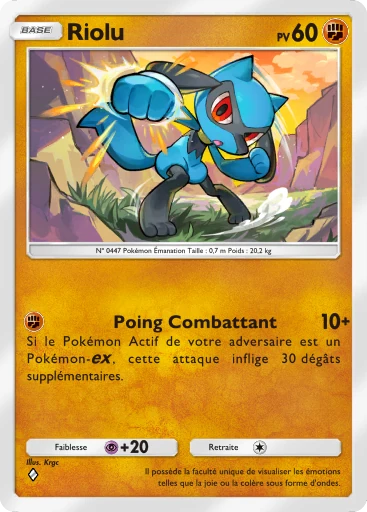 BASE Riolu PV 60
N° 0447 Pokémon Émanation Taille : 0,7 m Poids : 20,2 kg
Poing Combattant 10+
Si le Pokémon Actif de votre adversaire est un
Pokémon-ex, cette attaque inflige 30 dégâts
supplémentaires.
Faiblesse +20 Retraite
Illus. Krgc
Il possède la faculté unique de visualiser les émotions
telles que la joie ou la colère sous forme d'ondes.